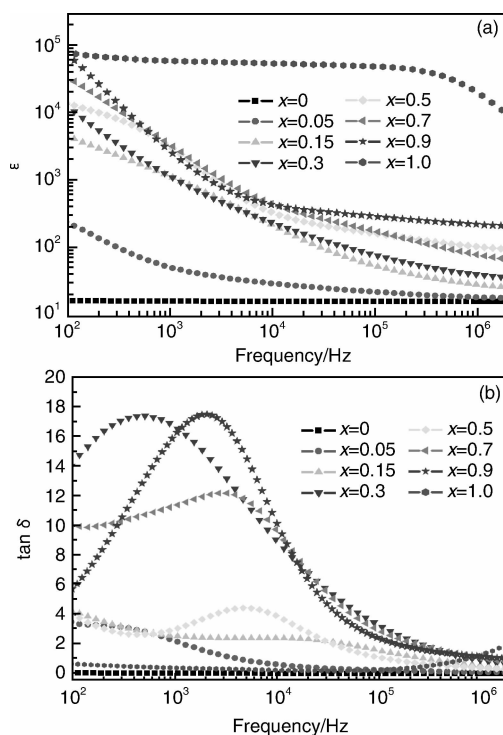 (a)
10^5
10^4
10^3
10^2
10^1
ε
x=0
x=0.05
x=0.15
x=0.3
x=0.5
x=0.7
x=0.9
x=1.0
10^2 10^3 10^4 10^5 10^6
Frequency/Hz
(b)
20
18
16
14
12
10
8
6
4
2
0
tan δ
x=0
x=0.05
x=0.15
x=0.3
x=0.5
x=0.7
x=0.9
x=1.0
10^2 10^3 10^4 10^5 10^6
Frequency/Hz